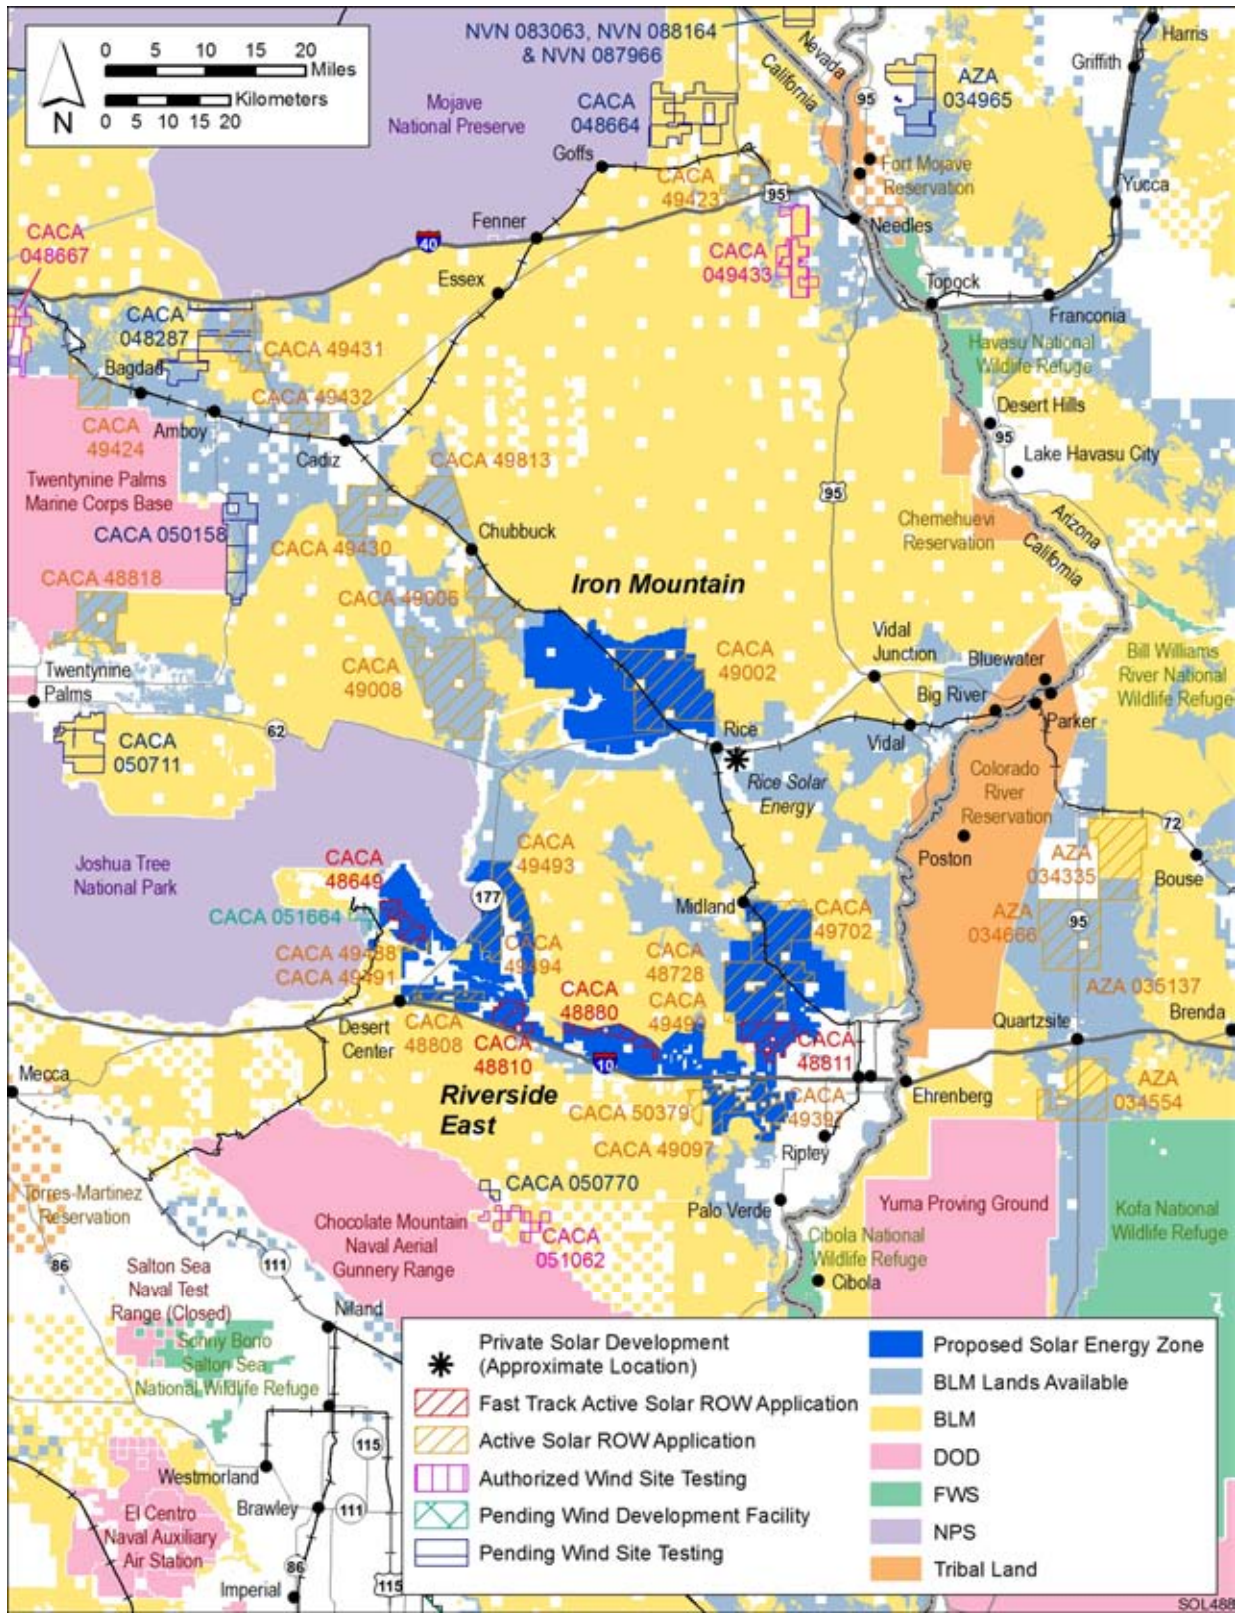 0 5 10 15 20
Miles
Kilometers
0 5 10 15 20
N
NVN 083063, NVN 088164
& NVN 087966
Nevada
California
95
Harris
Griffith
AZA
034965
CACA
048664
Mojave
National Preserve
Goffs
Fort Mojave
Reservation
CACA
49423
95
Yucca
Needles
Fenner
CACA
048667
40
CACA
049433
Essex
Topock
Franconia
CACA
048287
CACA 49431
Bagdad
Havasu National
Wildlife Refuge
CACA 49432
Desert Hills
CACA
49424
Amboy
95
Cadiz
Lake Havasu City
CACA 49813
Twentynine Palms
Marine Corps Base
95
CACA 050158
Chubbuck
Chemehuevi
Reservation
Arizona
California
CACA 49430
CACA 48818
Iron Mountain
CACA 49006
Vidal
Junction
Bluewater
Bill Williams
River National
Wildlife Refuge
Twentynine
Palms
CACA
49008
CACA
49002
Big River
Parker
62
Rice
Vidal
CACA
050711
Rice Solar
Energy
Colorado
River
Reservation
72
Joshua Tree
National Park
CACA
48649
CACA
49493
Poston
AZA
034335
Bouse
177
CACA 051664
Midland
CACA
49702
AZA
034666
95
CACA 49488
CACA 49491
CACA
49494
CACA
48728
CACA
48880
CACA
AZA 035137
Desert
Center
CACA
48808
Quartzsite
Brenda
CACA
48810
10
CACA
48811
Mecca
Riverside
East
Ehrenberg
AZA
034554
CACA 50379
CACA
CACA 49097
Ripley
CACA 050770
Torres-Martinez
Reservation
Palo Verde
Yuma Proving Ground
Kofa National
Wildlife Refuge
Chocolate Mountain
Naval Aerial
Gunnery Range
CACA
051062
Cibola National
Wildlife Refuge
86
111
Salton Sea
Naval Test
Range (Closed)
Cibola
Niland
Sonny Bono
Salton Sea
National Wildlife Refuge
115
Westmorland
Brawley
111
El Centro
Naval Auxiliary
Air Station
86
Imperial
115
Private Solar Development
(Approximate Location)
Fast Track Active Solar ROW Application
Active Solar ROW Application
Authorized Wind Site Testing
Pending Wind Development Facility
Pending Wind Site Testing
Proposed Solar Energy Zone
BLM Lands Available
BLM
DOD
FWS
NPS
Tribal Land
SOL488